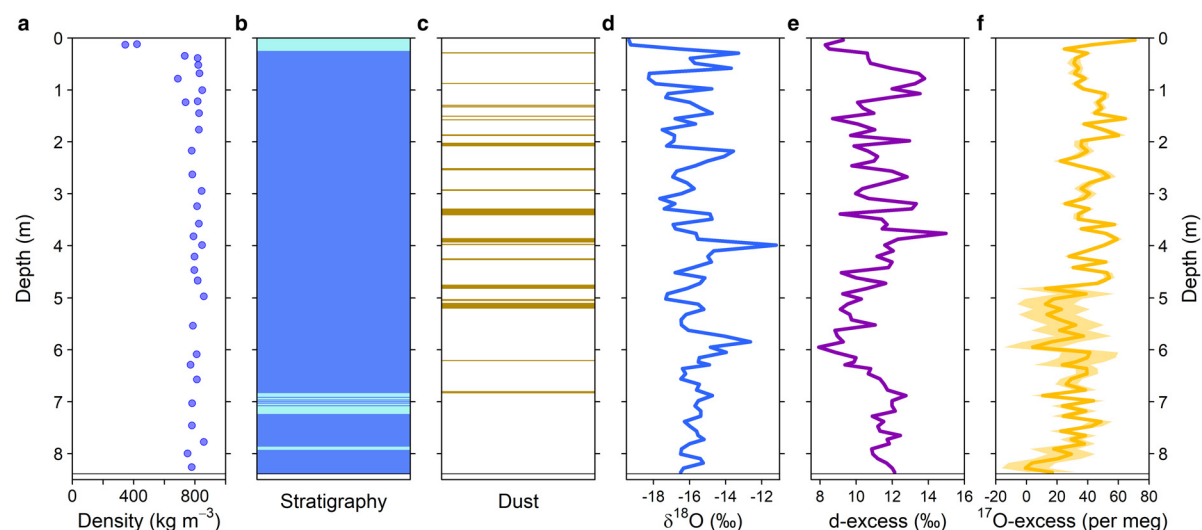 a b c d e f
0 0
1 1
2 2
3 3
4 4
5 5
6 6
7 7
8 8
Depth (m)
Depth (m)
0 400 800
Density (kg m⁻³)
Stratigraphy
Dust
-18 -16 -14 -12
δ¹⁸O (‰)
8 10 12 14 16
d-excess (‰)
-20 0 20 40 60 80
¹⁷O-excess (per meg)